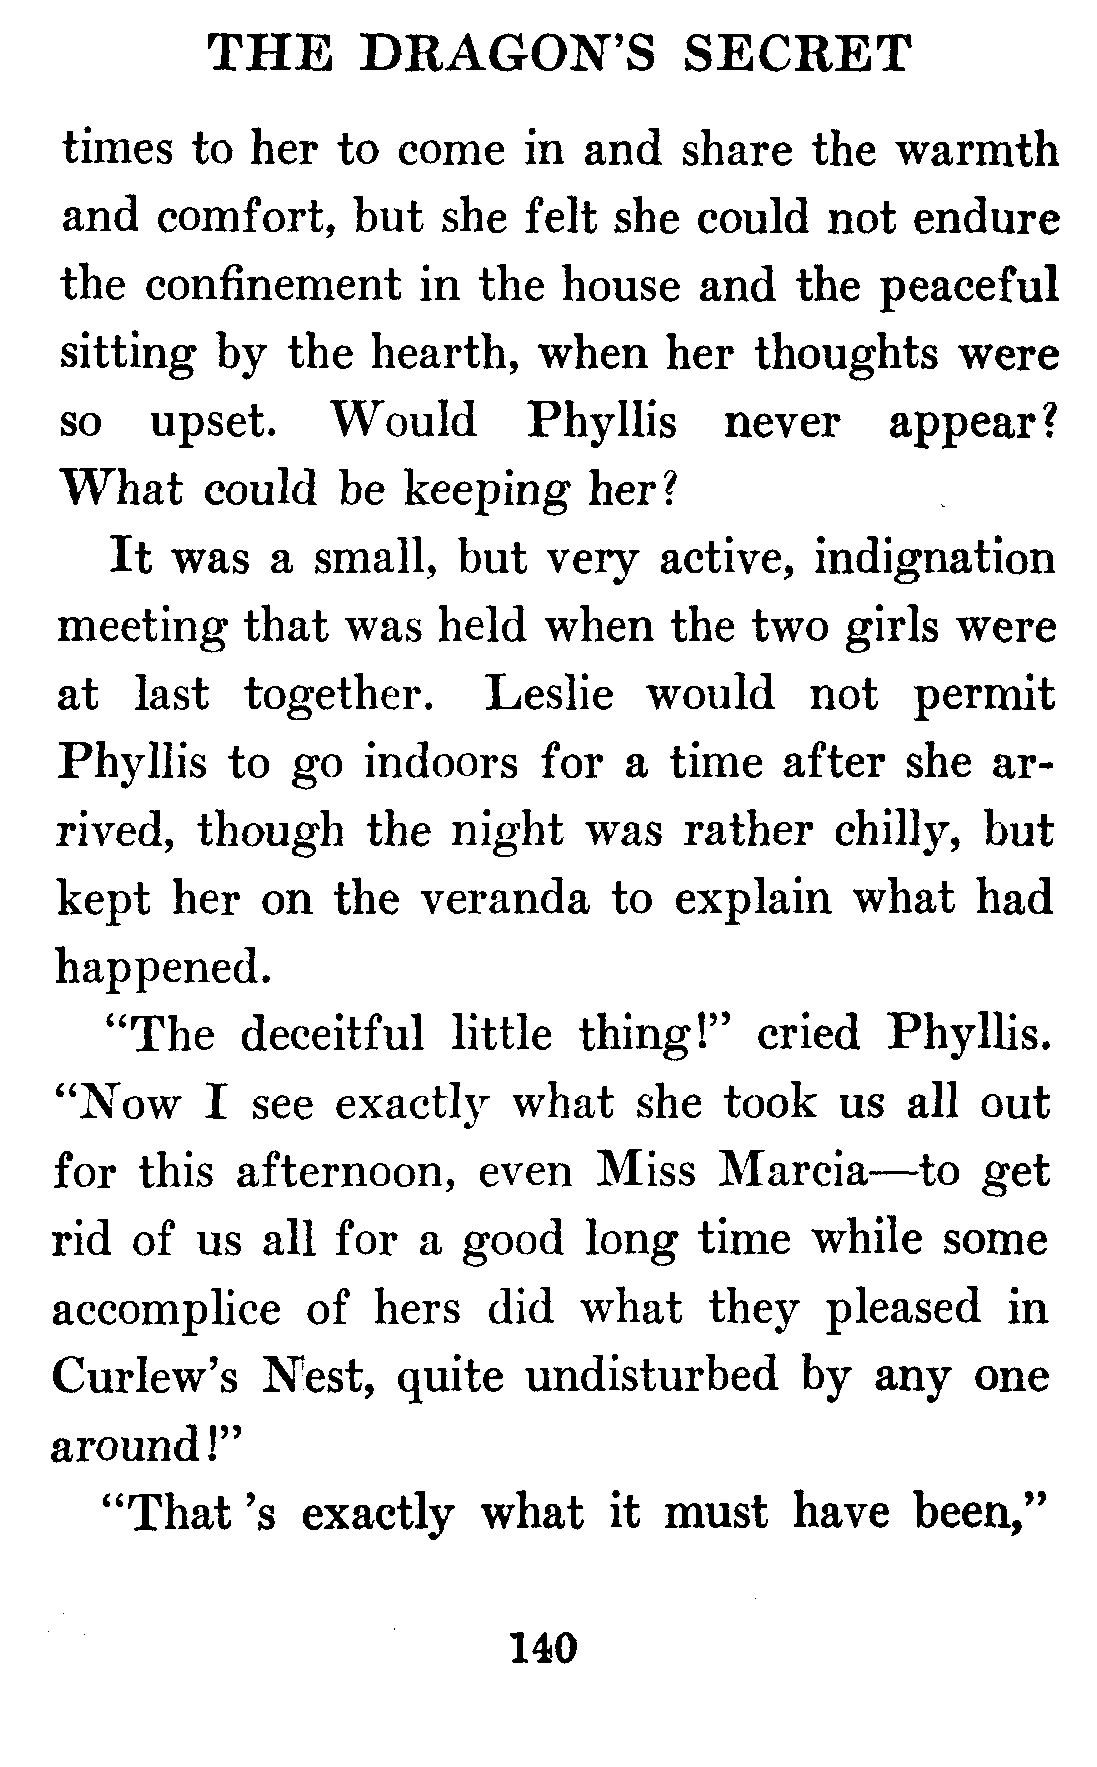 THE DRAGON'S SECRET
times to her to come in and share the warmth
and comfort, but she felt she could not endure
the confinement in the house and the peaceful
sitting by the hearth, when her thoughts were
so upset. Would Phyllis never appear?
What could be keeping her?
It was a small, but very active, indignation
meeting that was held when the two girls were
at last together. Leslie would not permit
Phyllis to go indoors for a time after she ar-
rived, though the night was rather chilly, but
kept her on the veranda to explain what had
happened.
“The deceitful little thing!” cried Phyllis.
“Now I see exactly what she took us all out
for this afternoon, even Miss Marcia—to get
rid of us all for a good long time while some
accomplice of hers did what they pleased in
Curlew's Nest, quite undisturbed by any one
around!”
“That 's exactly what it must have been,”
140